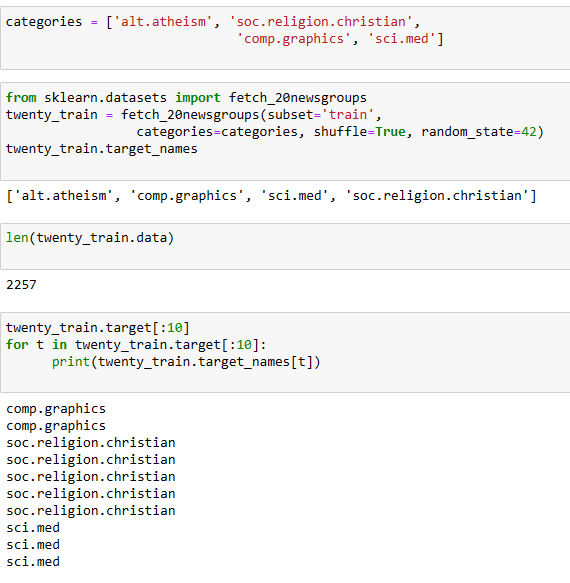 categories = ['alt.atheism', 'soc.religion.christian',
'comp.graphics', 'sci.med']
from sklearn.datasets import fetch_20newsgroups
twenty_train = fetch_20newsgroups(subset='train',
categories=categories, shuffle=True, random_state=42)
twenty_train.target_names
['alt.atheism', 'comp.graphics', 'sci.med', 'soc.religion.christian']
len(twenty_train.data)
2257
twenty_train.target[:10]
for t in twenty_train.target[:10]:
print(twenty_train.target_names[t])
comp.graphics
comp.graphics
soc.religion.christian
soc.religion.christian
soc.religion.christian
soc.religion.christian
soc.religion.christian
sci.med
sci.med
sci.med